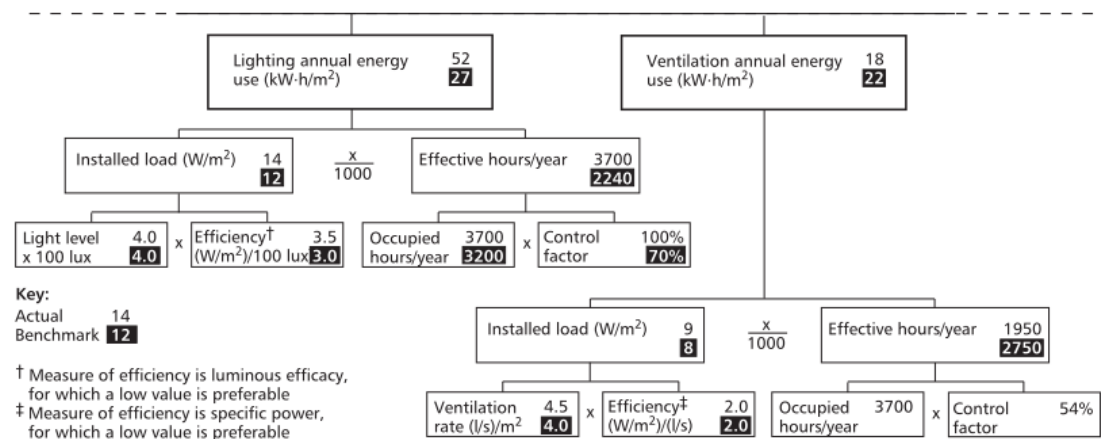 Lighting annual energy 52
use (kW·h/m²) 27
Ventilation annual energy 18
use (kW·h/m²) 22
Installed load (W/m²) 14
12
x
1000
Effective hours/year 3700
2240
Light level 4.0
x 100 lux 4.0
x
Efficiency† 3.5
(W/m²)/100 lux 3.0
Occupied 3700
hours/year 3200
x
Control 100%
factor 70%
Key:
Actual 14
Benchmark 12
† Measure of efficiency is luminous efficacy,
for which a low value is preferable
‡ Measure of efficiency is specific power,
for which a low value is preferable
Installed load (W/m²) 9
8
x
1000
Effective hours/year 1950
2750
Ventilation 4.5
rate (l/s)/m² 4.0
x
Efficiency‡ 2.0
(W/m²)/(l/s) 2.0
Occupied 3700
hours/year
x
Control 54%
factor